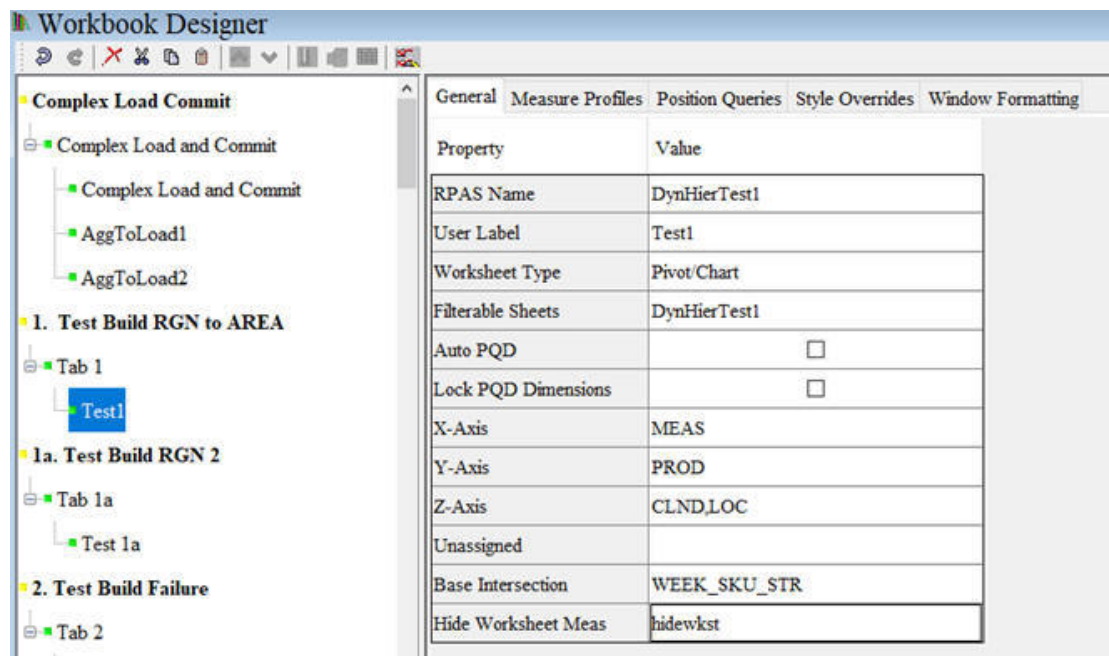 Workbook Designer
Complex Load Commit
Complex Load and Commit
Complex Load and Commit
AggToLoad1
AggToLoad2
1. Test Build RGN to AREA
Tab 1
Test1
1a. Test Build RGN 2
Tab 1a
Test 1a
2. Test Build Failure
Tab 2
General Measure Profiles Position Queries Style Overrides Window Formatting
Property Value
RPAS Name DynHierTest1
User Label Test1
Worksheet Type Pivot/Chart
Filterable Sheets DynHierTest1
Auto PQD
Lock PQD Dimensions
X-Axis MEAS
Y-Axis PROD
Z-Axis CLND,LOC
Unassigned
Base Intersection WEEK_SKU_STR
Hide Worksheet Meas hidewkst